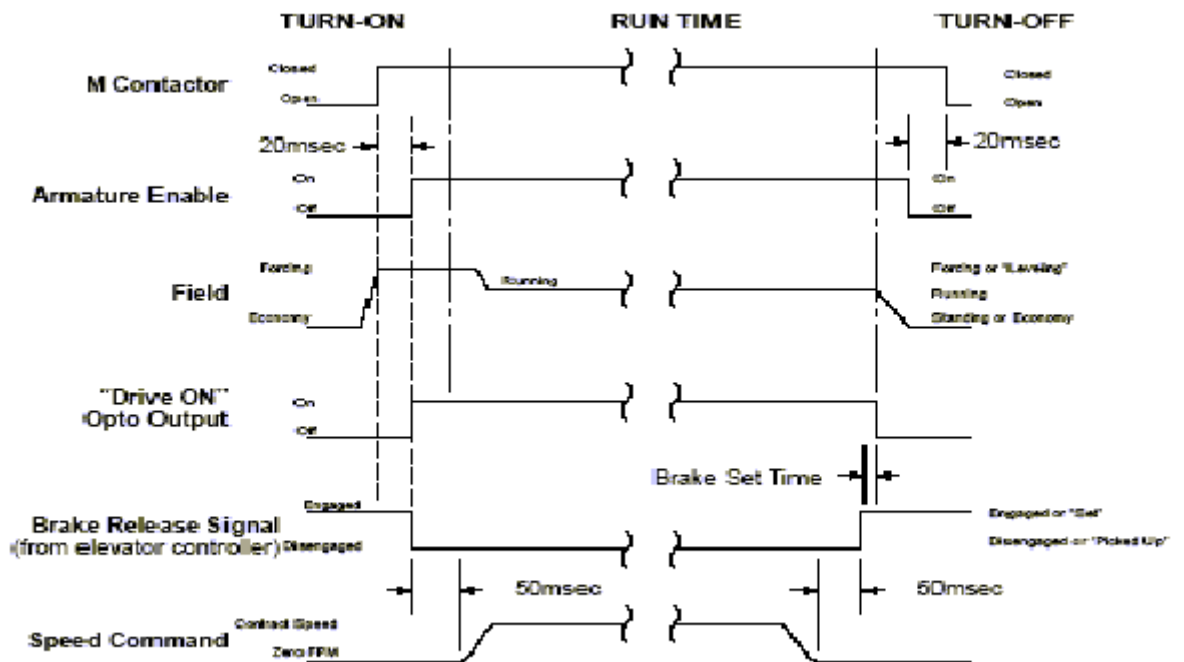 TURN-ON RUN TIME TURN-OFF
M Contactor
Closed
Open
Closed
Open
20msec
20msec
Armature Enable
On
Off
On
Off
Field
Forcing
Economy
Running
Forcing or "Leveling"
Running
Standing or Economy
"Drive ON"
Opto Output
On
Off
Brake Set Time
Brake Release Signal
(from elevator controller)
Engaged
Disengaged
Engaged or "Set"
Disengaged or "Picked Up"
50msec
50msec
Speed Command
Contract Speed
Zero FPM